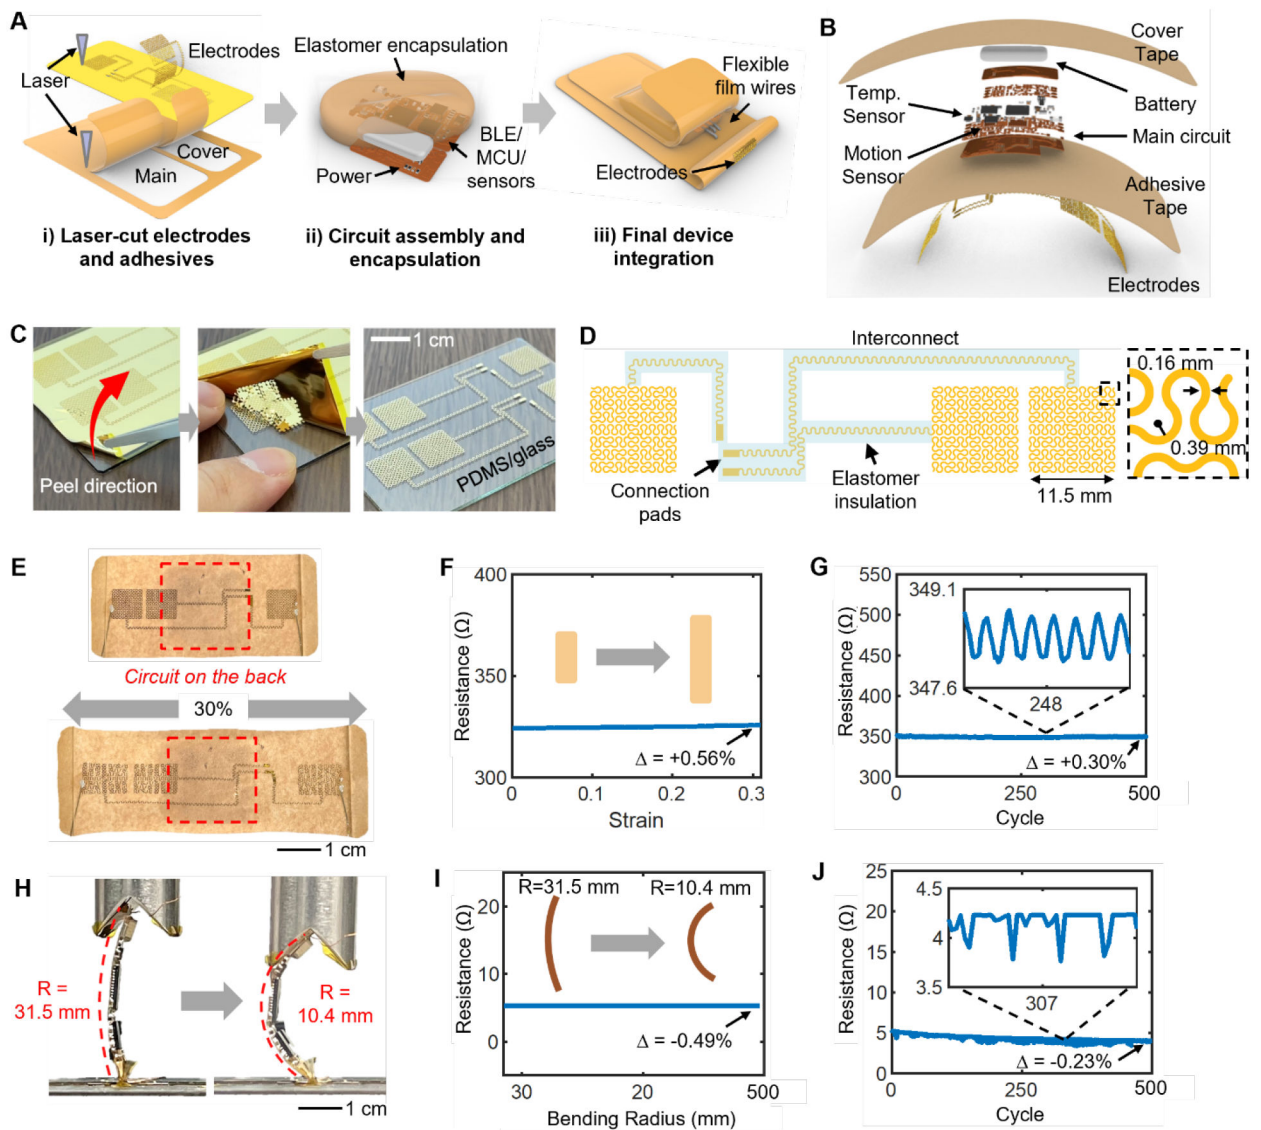 A
Laser
Electrodes
Cover
Main
i) Laser-cut electrodes
and adhesives
Elastomer encapsulation
Power
BLE/
MCU/
sensors
ii) Circuit assembly and
encapsulation
Flexible
film wires
Electrodes
iii) Final device
integration
B
Cover
Tape
Temp.
Sensor
Battery
Main circuit
Motion
Sensor
Adhesive
Tape
Electrodes
C
Peel direction
1 cm
PDMS/glass
D
Interconnect
0.16 mm
0.39 mm
Connection
pads
Elastomer
insulation
11.5 mm
E
Circuit on the back
30%
1 cm
F
Resistance (Ω)
400
350
300
Δ = +0.56%
0
0.1
0.2
0.3
Strain
G
Resistance (Ω)
550
500
450
400
350
300
349.1
347.6
248
Δ = +0.30%
0
250
500
Cycle
H
R =
31.5 mm
R =
10.4 mm
1 cm
I
Resistance (Ω)
20
10
0
R=31.5 mm
R=10.4 mm
Δ = -0.49%
30
20
500
Bending Radius (mm)
J
Resistance (Ω)
25
20
15
10
5
0
4.5
4
3.5
307
Δ = -0.23%
0
250
500
Cycle